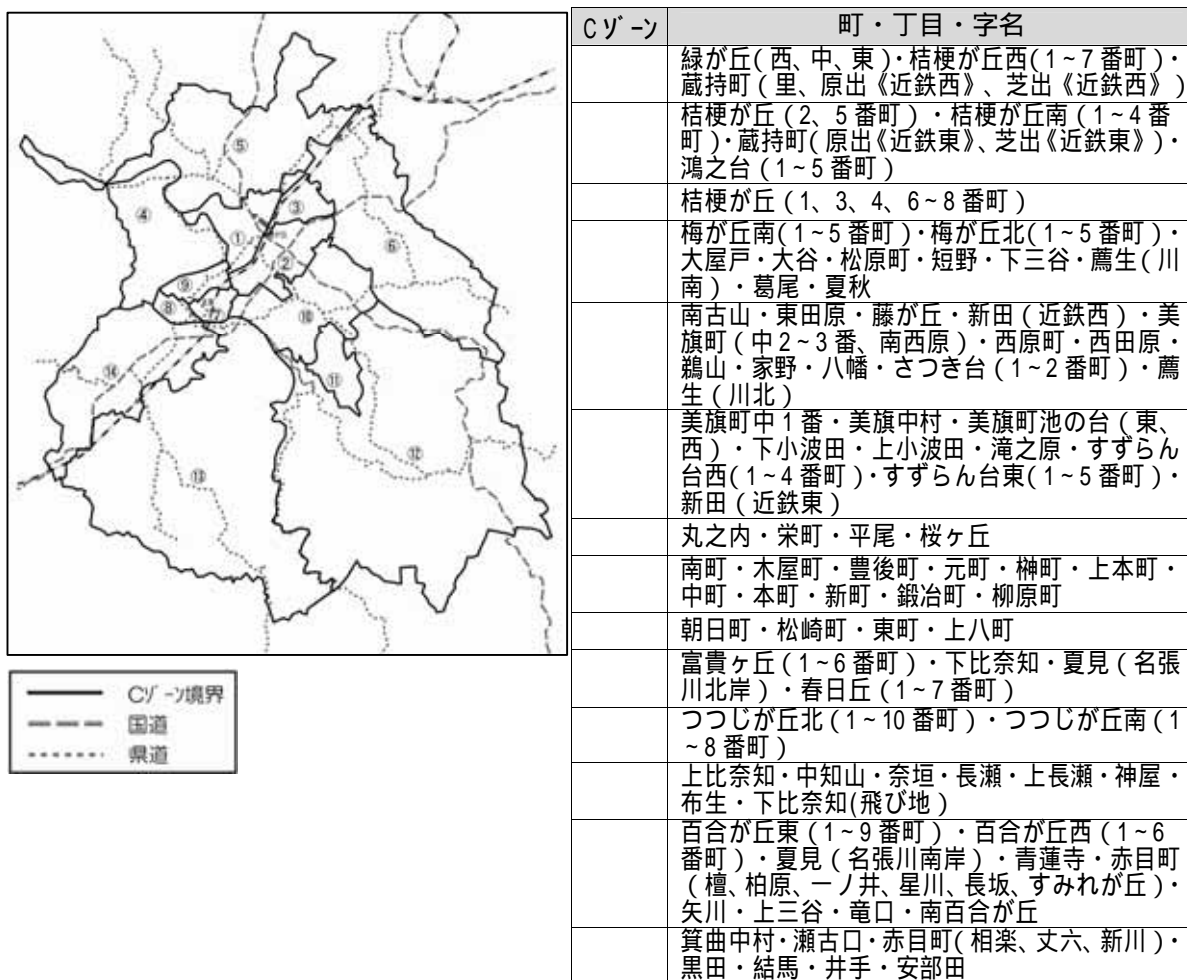 ⑤
③
④
①
⑥
②
⑨
⑧
⑦
⑩
⑭
⑪
⑫
⑬
Cゾーン境界
国道
県道
Cゾーン 町・丁目・字名
緑が丘(西、中、東)・桔梗が丘西(1~7番町)・
蔵持町(里、原出《近鉄西》、芝出《近鉄西》)
桔梗が丘(2、5番町)・桔梗が丘南(1~4番
町)・蔵持町(原出《近鉄東》、芝出《近鉄東》)・
鴻之台(1~5番町)
桔梗が丘(1、3、4、6~8番町)
梅が丘南(1~5番町)・梅が丘北(1~5番町)・
大屋戸・大谷・松原町・短野・下三谷・薦生(川
南)・葛尾・夏秋
南古山・東田原・藤が丘・新田(近鉄西)・美
旗町(中2~3番、南西原)・西原町・西田原・
鵜山・家野・八幡・さつき台(1~2番町)・薦
生(川北)
美旗町中1番・美旗中村・美旗町池の台(東、
西)・下小波田・上小波田・滝之原・すずらん
台西(1~4番町)・すずらん台東(1~5番町)・
新田(近鉄東)
丸之内・栄町・平尾・桜ヶ丘
南町・木屋町・豊後町・元町・榊町・上本町・
中町・本町・新町・鍛冶町・柳原町
朝日町・松崎町・東町・上八町
富貴ヶ丘(1~6番町)・下比奈知・夏見(名張
川北岸)・春日丘(1~7番町)
つつじが丘北(1~10番町)・つつじが丘南(1
~8番町)
上比奈知・中知山・奈垣・長瀬・上長瀬・神屋・
布生・下比奈知(飛び地)
百合が丘東(1~9番町)・百合が丘西(1~6
番町)・夏見(名張川南岸)・青蓮寺・赤目町
(檀、柏原、一ノ井、星川、長坂、すみれが丘)・
矢川・上三谷・竜口・南百合が丘
箕曲中村・瀬古口・赤目町(相楽、丈六、新川)・
黒田・結馬・井手・安部田